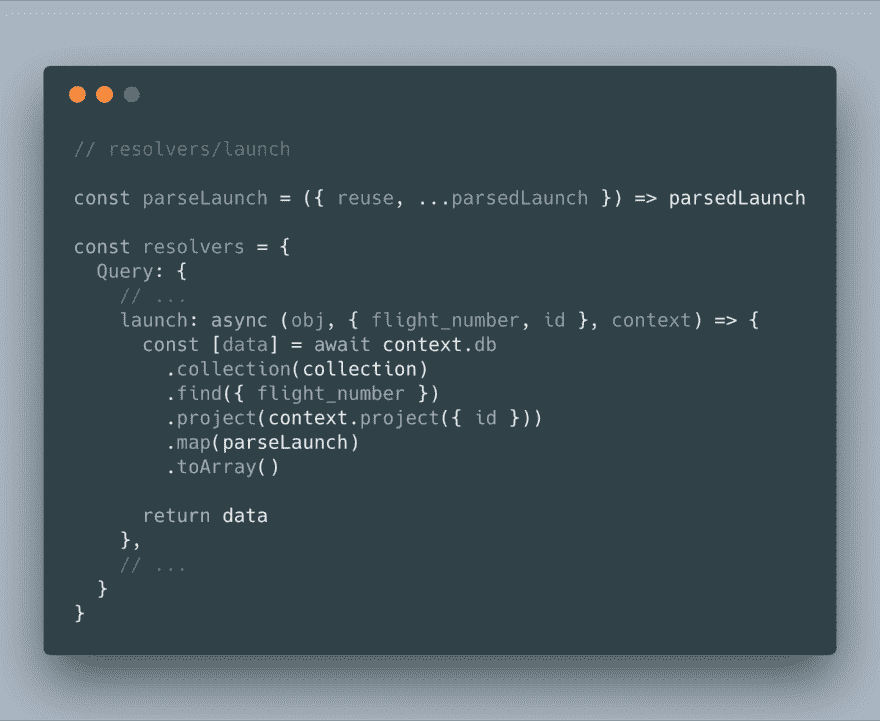 // resolvers/launch
const parseLaunch = ({ reuse, ...parsedLaunch }) => parsedLaunch
const resolvers = {
  Query: {
    // ...
    launch: async (obj, { flight_number, id }, context) => {
      const [data] = await context.db
        .collection(collection)
        .find({ flight_number })
        .project(context.project({ id }))
        .map(parseLaunch)
        .toArray()
      return data
    },
    // ...
  }
}